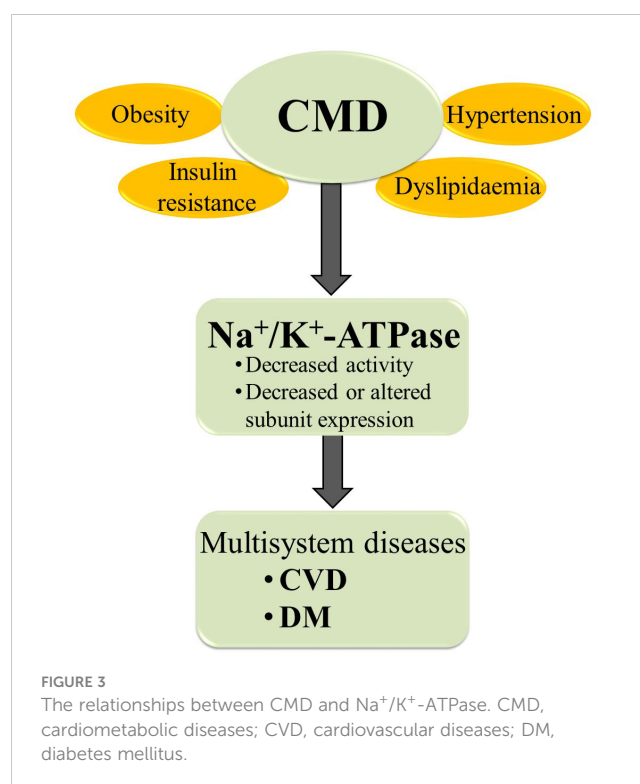 CMD
Obesity
Hypertension
Insulin
resistance
Dyslipidaemia
Na⁺/K⁺-ATPase
•Decreased activity
•Decreased or altered
subunit expression
Multisystem diseases
• CVD
• DM
FIGURE 3
The relationships between CMD and Na⁺/K⁺-ATPase. CMD,
cardiometabolic diseases; CVD, cardiovascular diseases; DM,
diabetes mellitus.